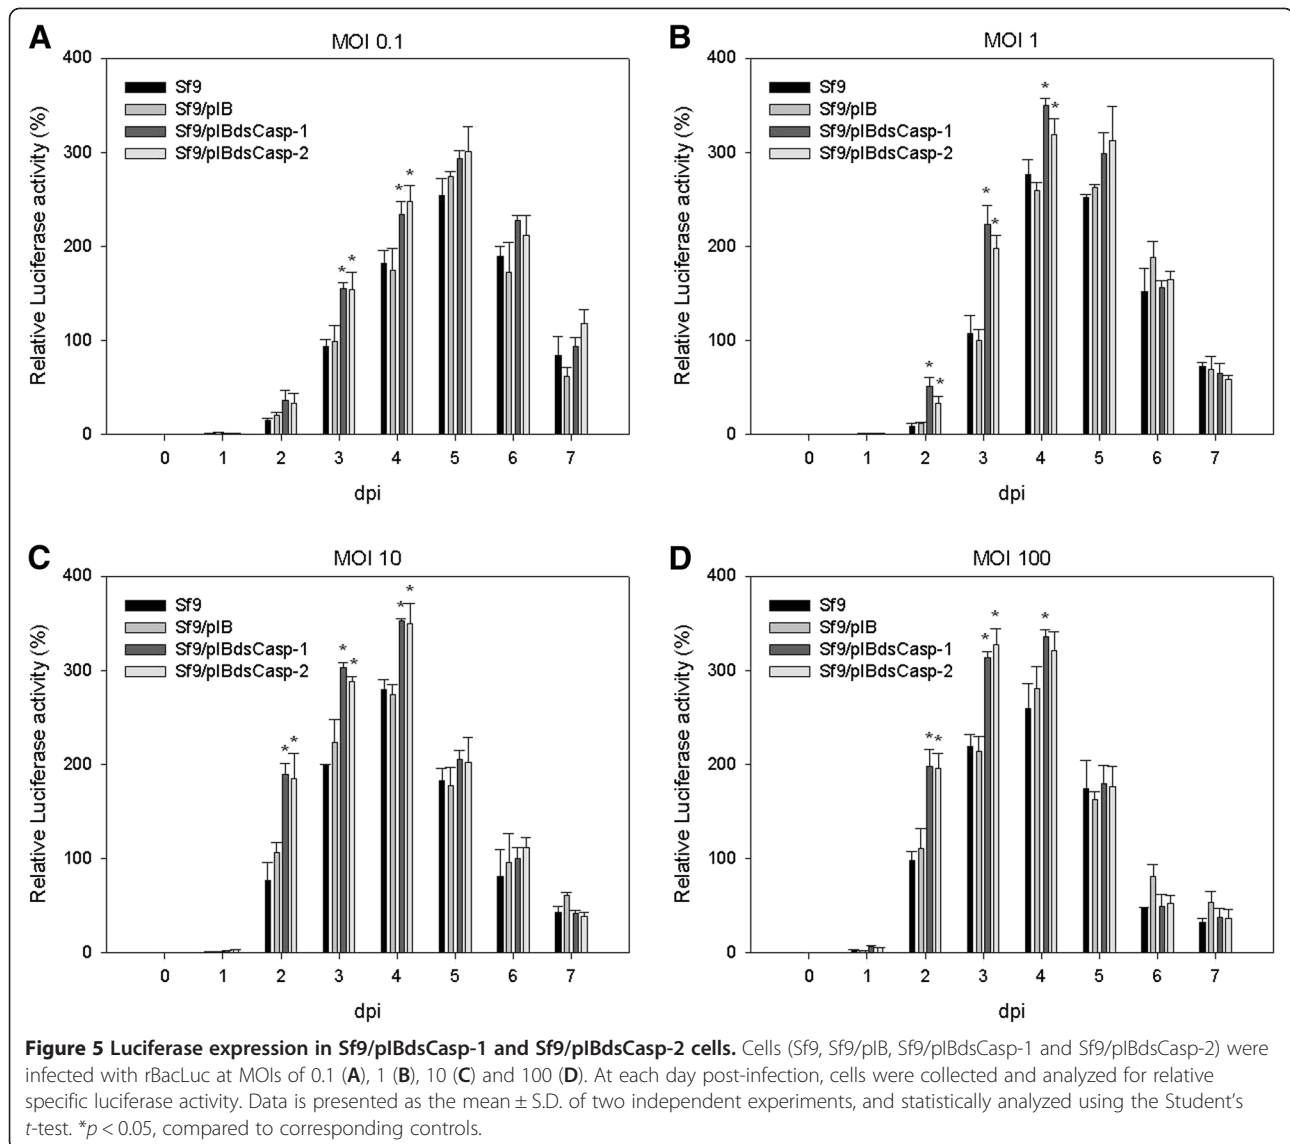 A
MOI 0.1
Relative Luciferase activity (%)
400
300
200
100
0
Sf9
Sf9/pIB
Sf9/pIBdsCasp-1
Sf9/pIBdsCasp-2
* * * *
0 1 2 3 4 5 6 7
dpi
B
MOI 1
Relative Luciferase activity (%)
400
300
200
100
0
Sf9
Sf9/pIB
Sf9/pIBdsCasp-1
Sf9/pIBdsCasp-2
* * * * * *
0 1 2 3 4 5 6 7
dpi
C
MOI 10
Relative Luciferase activity (%)
400
300
200
100
0
Sf9
Sf9/pIB
Sf9/pIBdsCasp-1
Sf9/pIBdsCasp-2
* * * * * *
0 1 2 3 4 5 6 7
dpi
D
MOI 100
Relative Luciferase activity (%)
400
300
200
100
0
Sf9
Sf9/pIB
Sf9/pIBdsCasp-1
Sf9/pIBdsCasp-2
* * * * *
0 1 2 3 4 5 6 7
dpi
Figure 5 Luciferase expression in Sf9/pIBdsCasp-1 and Sf9/pIBdsCasp-2 cells. Cells (Sf9, Sf9/pIB, Sf9/pIBdsCasp-1 and Sf9/pIBdsCasp-2) were
infected with rBacLuc at MOIs of 0.1 (A), 1 (B), 10 (C) and 100 (D). At each day post-infection, cells were collected and analyzed for relative
specific luciferase activity. Data is presented as the mean ± S.D. of two independent experiments, and statistically analyzed using the Student's
t-test. *p < 0.05, compared to corresponding controls.